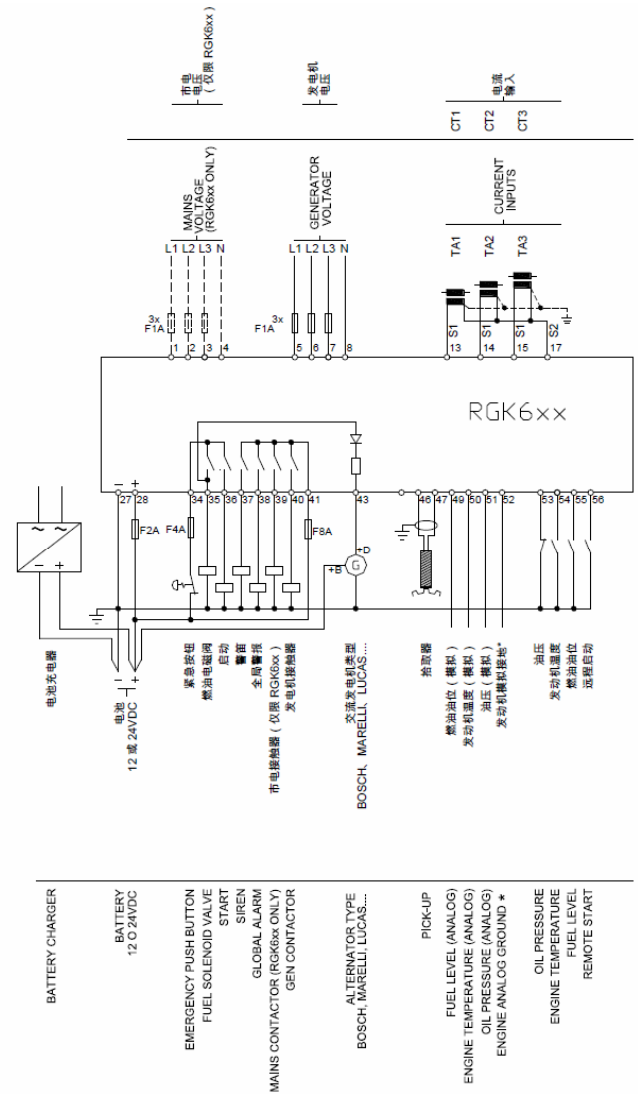 市电
电压
（仅限 RGK6xx）
发电机
电压
电流
输入
CT1
CT2
CT3
MAINS
VOLTAGE
(RGK6xx ONLY)
GENERATOR
VOLTAGE
CURRENT
INPUTS
TA1
TA2
TA3
L1 L2 L3 N
L1 L2 L3 N
3x
F1A
3x
F1A
S1
S1
S1
S2
1 2 3 4
5 6 7 8
13 14 15 17
RGK6xx
27 28
34 35 36 37 38 39 40 41
43
46 47 49 50 51 52
53 54 55 56
F2A
F4A
F8A
+D
+B
G
电池充电器
电池
12 或 24VDC
紧急按钮
燃油电磁阀
启动
警笛
全局警报
市电接触器（仅限 RGK6xx）
发电机接触器
交流发电机类型
BOSCH、MARELLI、LUCAS....
拾取器
燃油油位（模拟）
发动机温度（模拟）
油压（模拟）
发动机模拟接地*
油压
发动机温度
燃油油位
远程启动
BATTERY CHARGER
BATTERY
12 O 24VDC
EMERGENCY PUSH BUTTON
FUEL SOLENOID VALVE
START
SIREN
GLOBAL ALARM
MAINS CONTACTOR (RGK6xx ONLY)
GEN CONTACTOR
ALTERNATOR TYPE
BOSCH, MARELLI, LUCAS....
PICK-UP
FUEL LEVEL (ANALOG)
ENGINE TEMPERATURE (ANALOG)
OIL PRESSURE (ANALOG)
ENGINE ANALOG GROUND *
OIL PRESSURE
ENGINE TEMPERATURE
FUEL LEVEL
REMOTE START